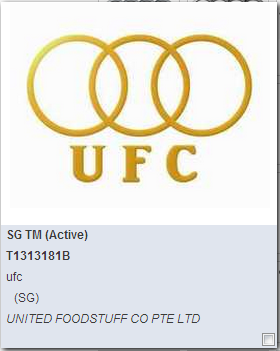 UFC
SG TM (Active)
T1313181B
ufc
(SG)
UNITED FOODSTUFF CO PTE LTD